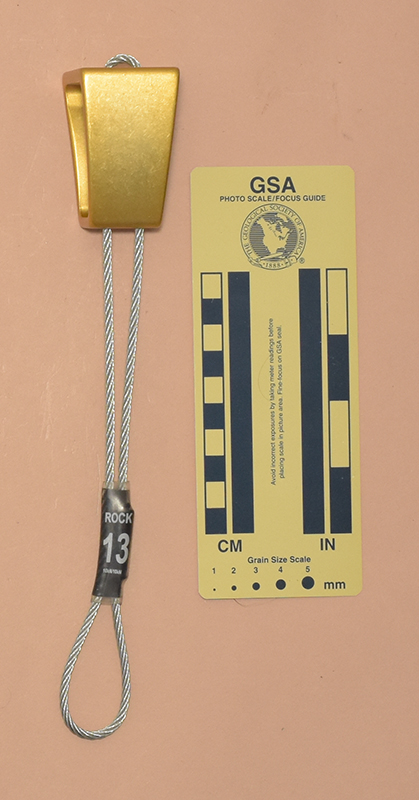 GSA
PHOTO SCALE/FOCUS GUIDE
THE GEOLOGICAL SOCIETY OF AMERICA
1888
®
Avoid incorrect exposures by taking meter readings before
placing scale in picture area. Fine-focus on GSA seal.
CM IN
Grain Size Scale
1 2 3 4 5
mm
ROCK
13